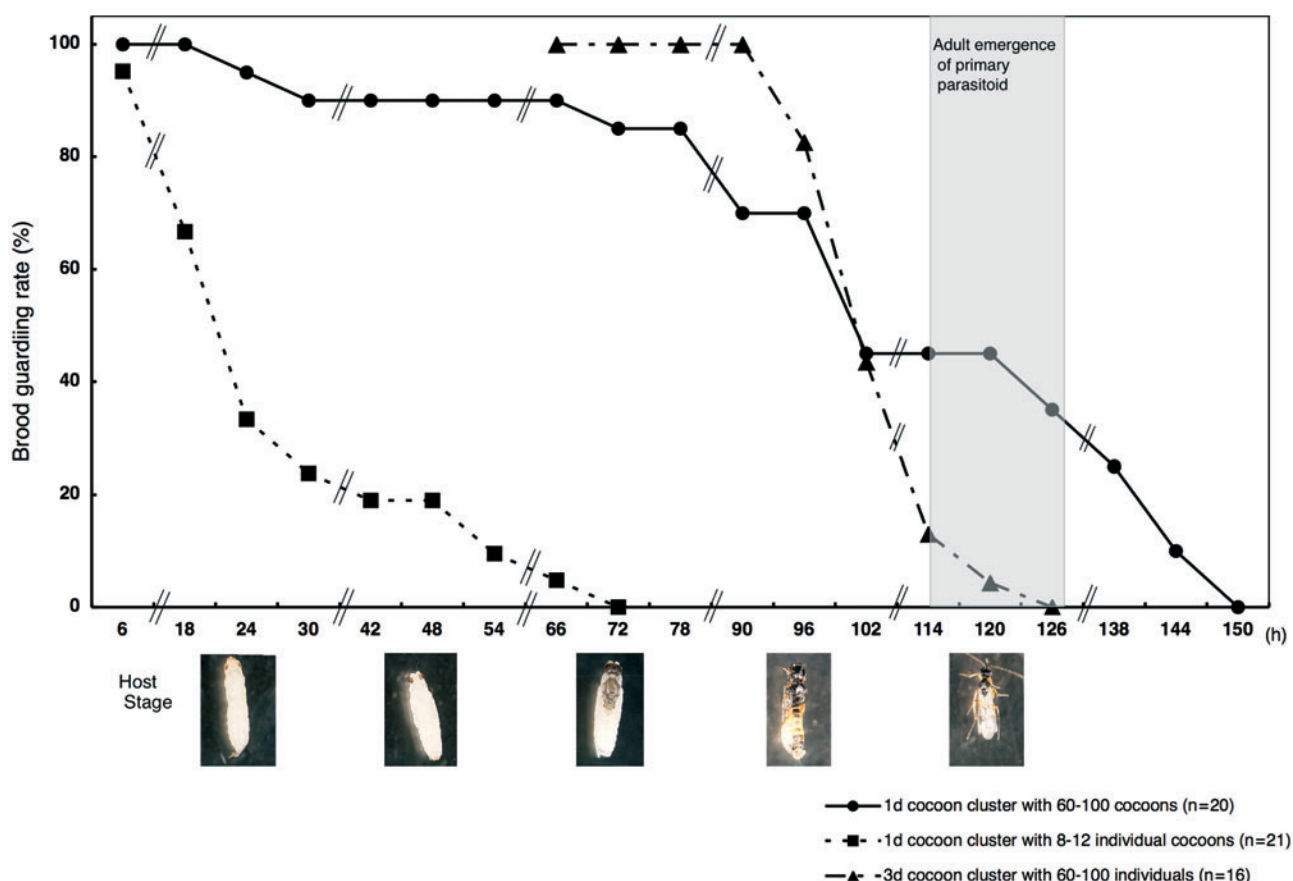 Brood guardiing rate (%)
100
80
60
40
20
0
Adult emergence
of primary
parasitoid
6 18 24 30 42 48 54 66 72 78 90 96 102 114 120 126 138 144 150 (h)
Host
Stage
1d cocoon cluster with 60-100 cocoons (n=20)
1d cocoon cluster with 8-12 individual cocoons (n=21)
3d cocoon cluster with 60-100 individuals (n=16)